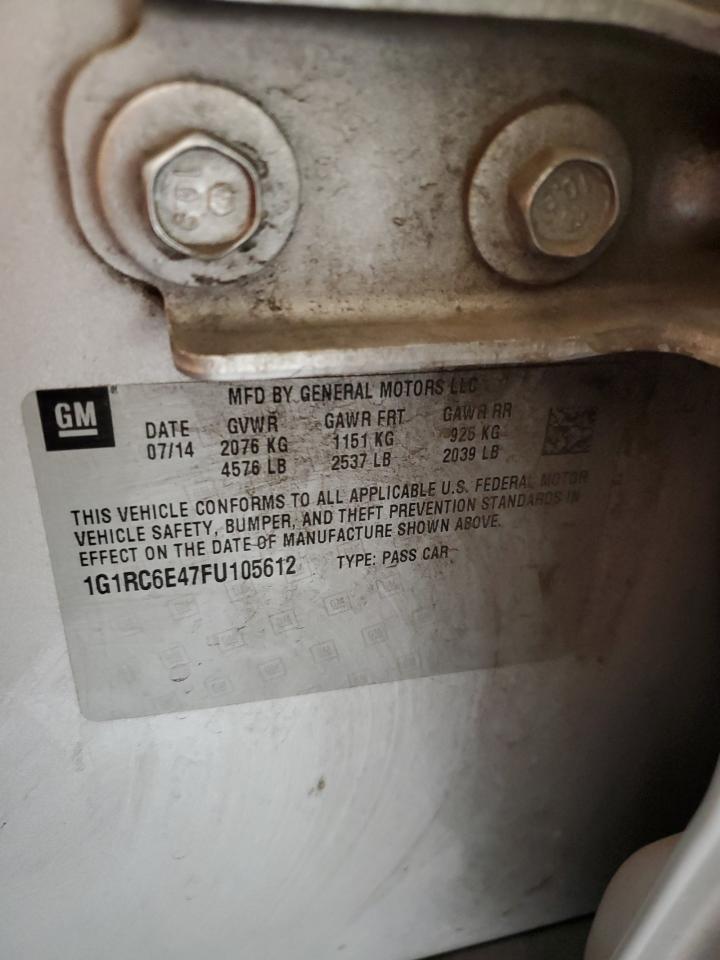 GM
MFD BY GENERAL MOTORS LLC
DATE GVWR GAWR FRT GAWR RR
07/14 2076 KG 1151 KG 925 KG
4576 LB 2537 LB 2039 LB
THIS VEHICLE CONFORMS TO ALL APPLICABLE U.S. FEDERAL MOTOR
VEHICLE SAFETY, BUMPER, AND THEFT PREVENTION STANDARDS IN
EFFECT ON THE DATE OF MANUFACTURE SHOWN ABOVE.
1G1RC6E47FU105612 TYPE: PASS CAR